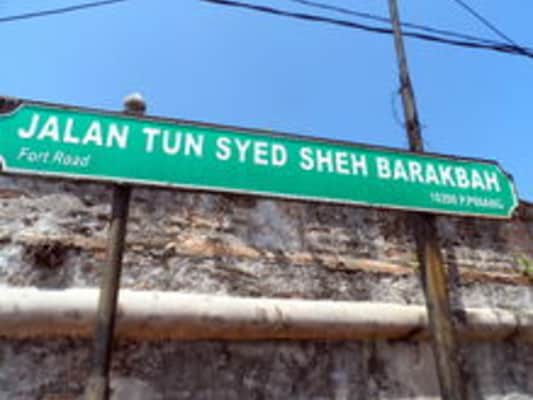 JALAN TUN SYED SHEH BARAKBAH
Fort Road
10200 P.PINANG